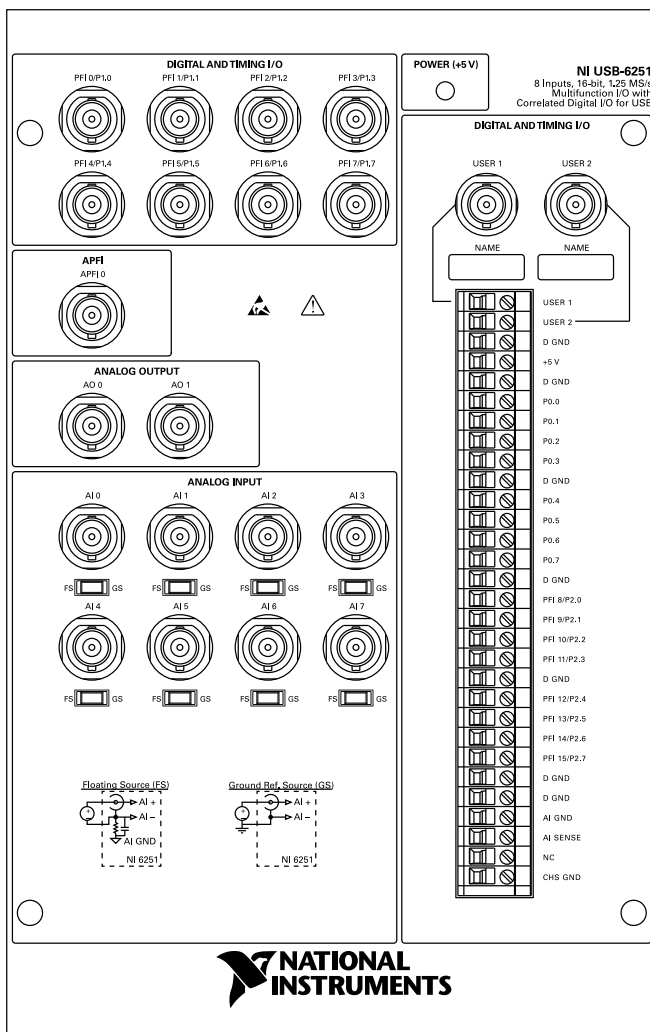 DIGITAL AND TIMING I/O
PFI 0/P1.0 PFI 1/P1.1 PFI 2/P1.2 PFI 3/P1.3
PFI 4/P1.4 PFI 5/P1.5 PFI 6/P1.6 PFI 7/P1.7
APFI
APFI 0
ANALOG OUTPUT
AO 0 AO 1
ANALOG INPUT
AI 0 AI 1 AI 2 AI 3
FS GS FS GS FS GS FS GS
AI 4 AI 5 AI 6 AI 7
FS GS FS GS FS GS FS GS
Floating Source (FS)
AI +
AI –
AI GND
NI 6251
Ground Ref. Source (GS)
AI +
AI –
NI 6251
POWER (+5 V)
NI USB-6251
8 Inputs, 16-bit, 1.25 MS/s
Multifunction I/O with
Correlated Digital I/O for USB
DIGITAL AND TIMING I/O
USER 1 USER 2
NAME NAME
USER 1
USER 2
D GND
+5 V
D GND
P0.0
P0.1
P0.2
P0.3
D GND
P0.4
P0.5
P0.6
P0.7
D GND
PFI 8/P2.0
PFI 9/P2.1
PFI 10/P2.2
PFI 11/P2.3
D GND
PFI 12/P2.4
PFI 13/P2.5
PFI 14/P2.6
PFI 15/P2.7
D GND
D GND
AI GND
AI SENSE
NC
CHS GND
NATIONAL
INSTRUMENTS